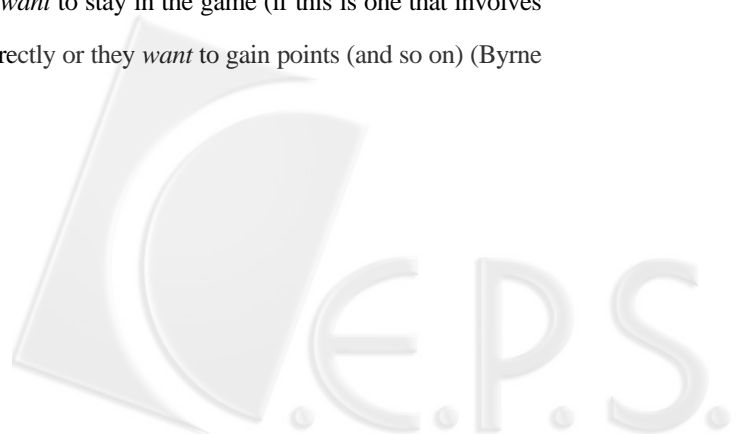 want to stay in the game (if this is one that involves
rectly or they want to gain points (and so on) (Byrne
C.E.P.S.